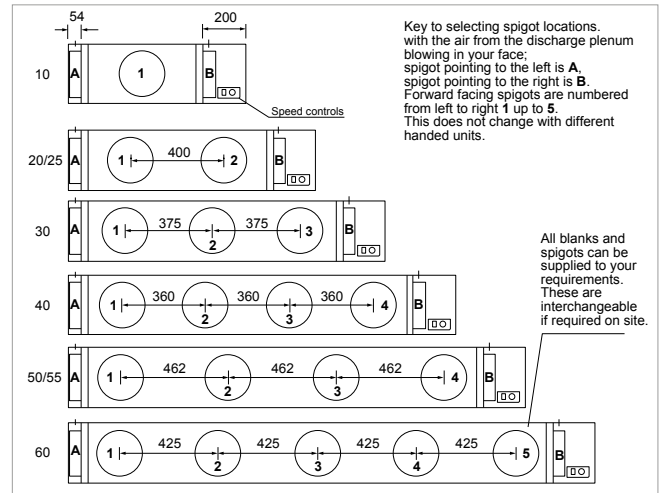 54
200
Key to selecting spigot locations.
with the air from the discharge plenum
blowing in your face;
spigot pointing to the left is A,
spigot pointing to the right is B.
Forward facing spigots are numbered
from left to right 1 up to 5.
This does not change with different
handed units.
10 A 1 B
Speed controls
20/25 A 1 400 2 B
30 A 1 375 2 375 3 B
All blanks and
spigots can be
supplied to your
requirements.
These are
interchangeable
if required on site.
40 A 1 360 2 360 3 360 4 B
50/55 A 1 462 2 462 3 462 4 B
60 A 1 425 2 425 3 425 4 425 5 B